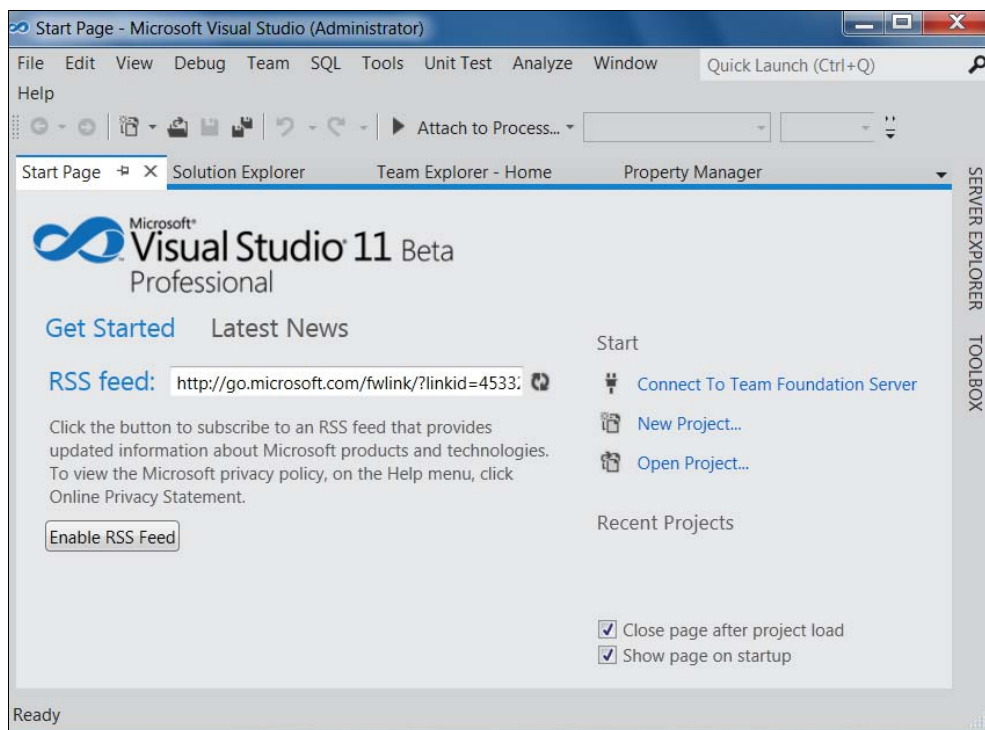 Start Page - Microsoft Visual Studio (Administrator)
File Edit View Debug Team SQL Tools Unit Test Analyze Window Quick Launch (Ctrl+Q)
Help
Attach to Process...
Start Page Solution Explorer Team Explorer - Home Property Manager
SERVER EXPLORER
TOOLBOX
Microsoft®
Visual Studio® 11 Beta
Professional
Get Started Latest News
RSS feed: http://go.microsoft.com/fwlink/?linkid=4533
Click the button to subscribe to an RSS feed that provides
updated information about Microsoft products and technologies.
To view the Microsoft privacy policy, on the Help menu, click
Online Privacy Statement.
Enable RSS Feed
Start
Connect To Team Foundation Server
New Project...
Open Project...
Recent Projects
Close page after project load
Show page on startup
Ready